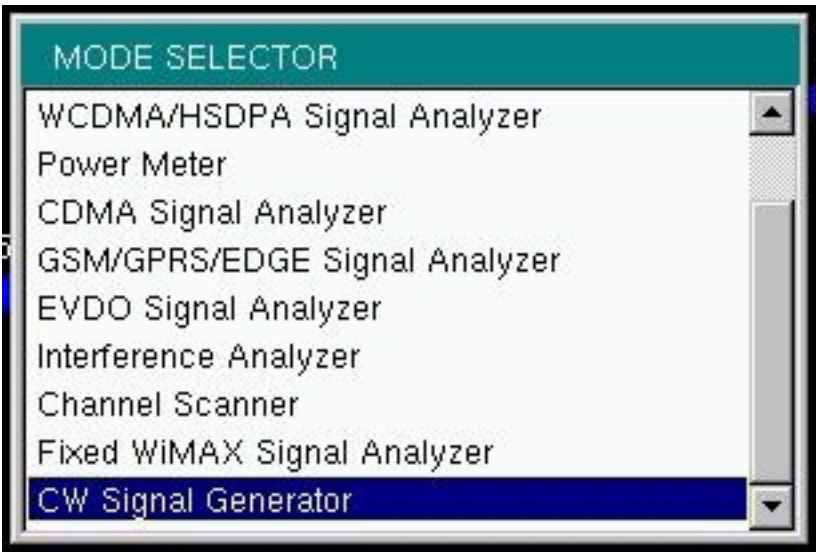 MODE SELECTOR
WCDMA/HSDPA Signal Analyzer
Power Meter
CDMA Signal Analyzer
GSM/GPRS/EDGE Signal Analyzer
EVDO Signal Analyzer
Interference Analyzer
Channel Scanner
Fixed WiMAX Signal Analyzer
CW Signal Generator